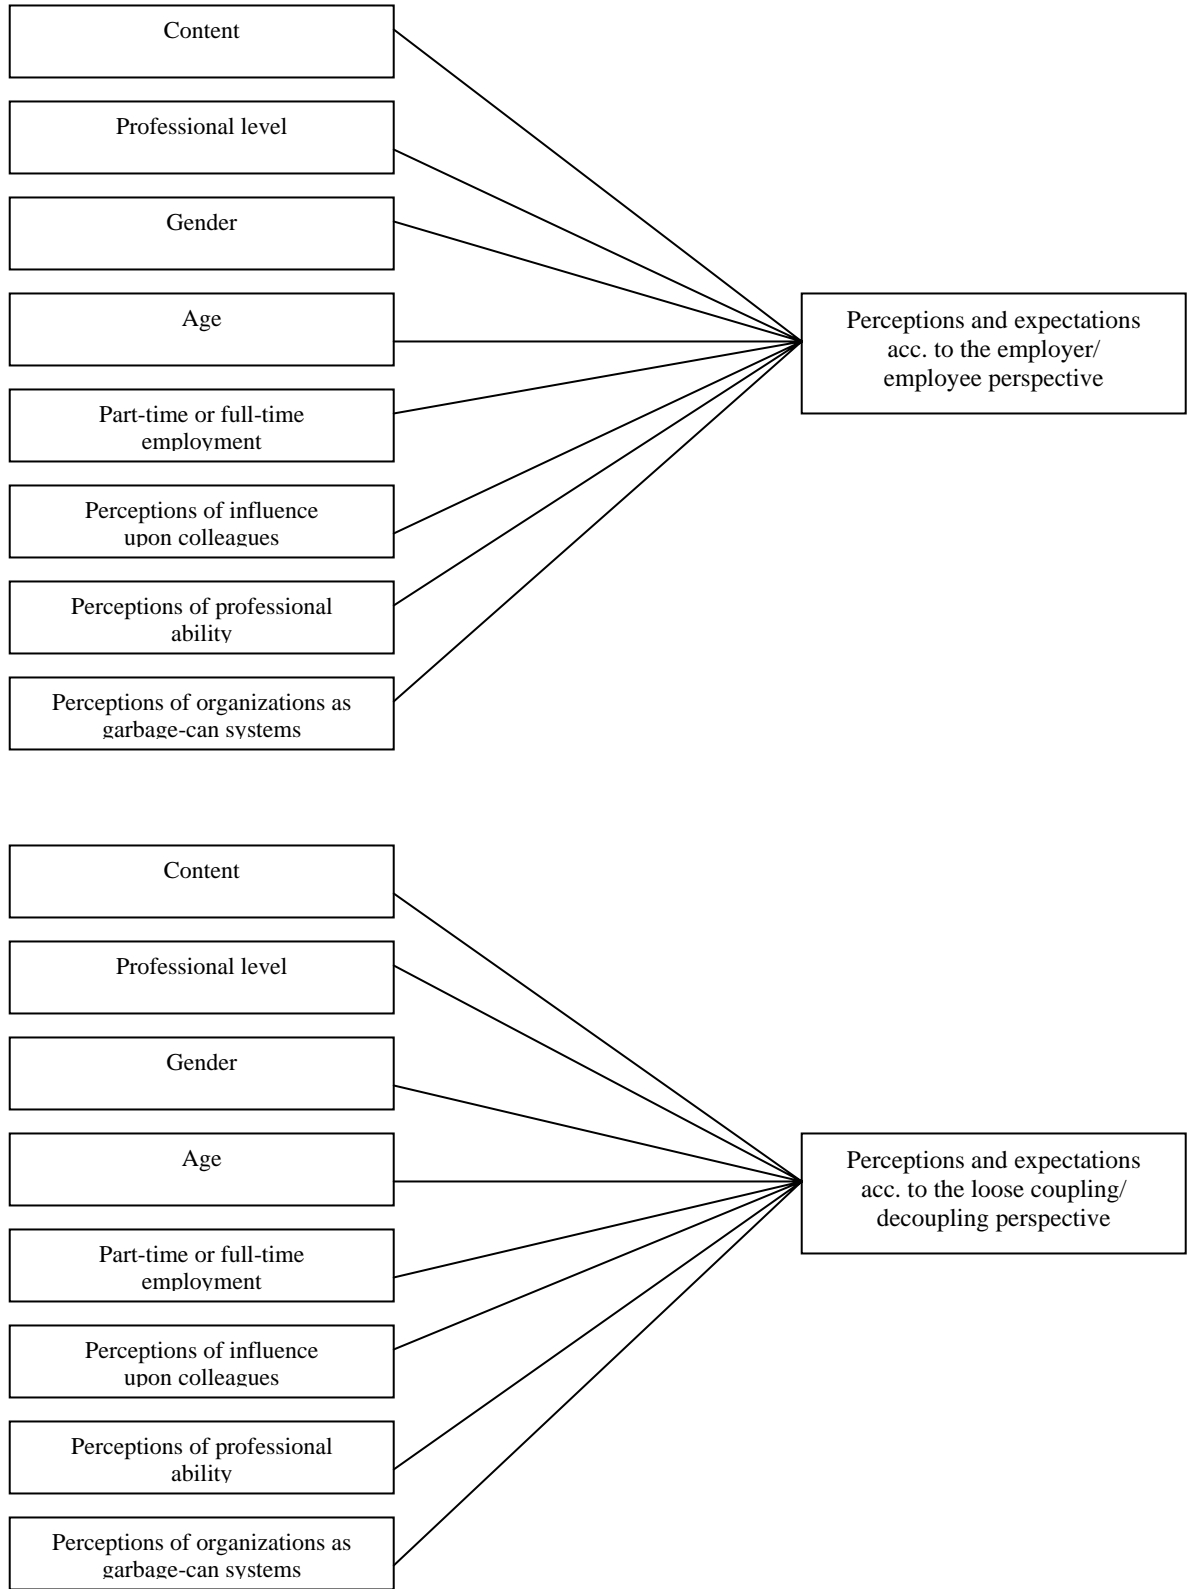 Content
Professional level
Gender
Age
Perceptions and expectations
acc. to the employer/
employee perspective
Part-time or full-time
employment
Perceptions of influence
upon colleagues
Perceptions of professional
ability
Perceptions of organizations as
garbage-can systems
Content
Professional level
Gender
Age
Perceptions and expectations
acc. to the loose coupling/
decoupling perspective
Part-time or full-time
employment
Perceptions of influence
upon colleagues
Perceptions of professional
ability
Perceptions of organizations as
garbage-can systems